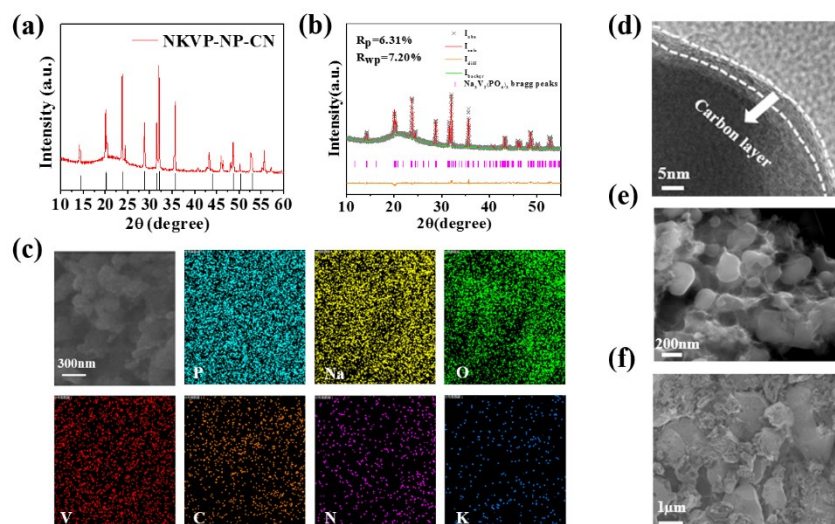 (a)
NKVP-NP-CN
Intensity (a.u.)
10 15 20 25 30 35 40 45 50 55 60
2θ (degree)
(b)
Rp=6.31%
Rwp=7.20%
Iobs
Icalc
Idiff
Ibackgr
Na3V2(PO4)3 bragg peaks
Intensity(a.u.)
10 20 30 40 50
2θ(degree)
(c)
300nm
P
Na
O
V
C
N
K
(d)
Carbon layer
5nm
(e)
200nm
(f)
1μm